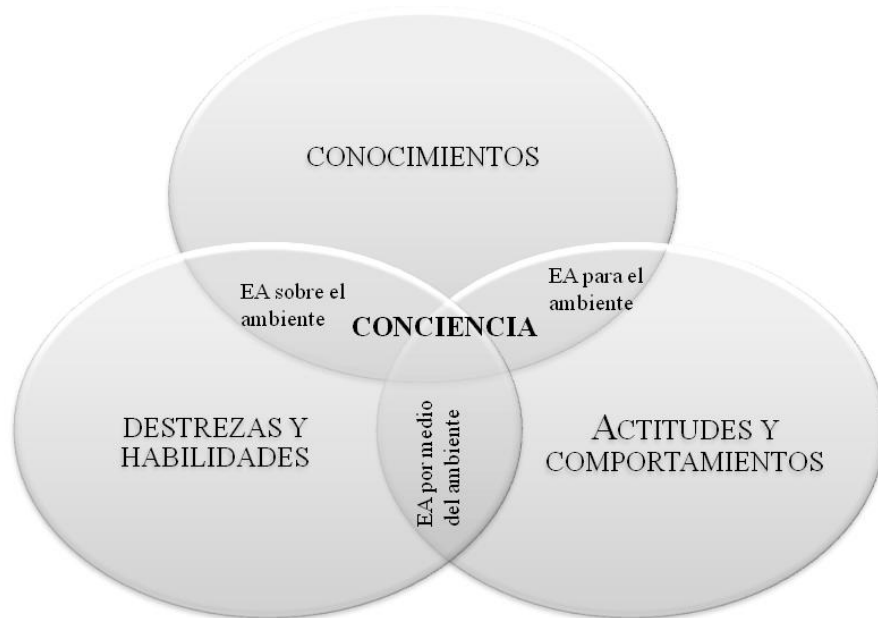 CONOCIMIENTOS
EA sobre el
ambiente
EA para el
ambiente
CONCIENCIA
DESTREZAS Y
HABILIDADES
EA por medio
del ambiente
ACTITUDES Y
COMPORTAMIENTOS